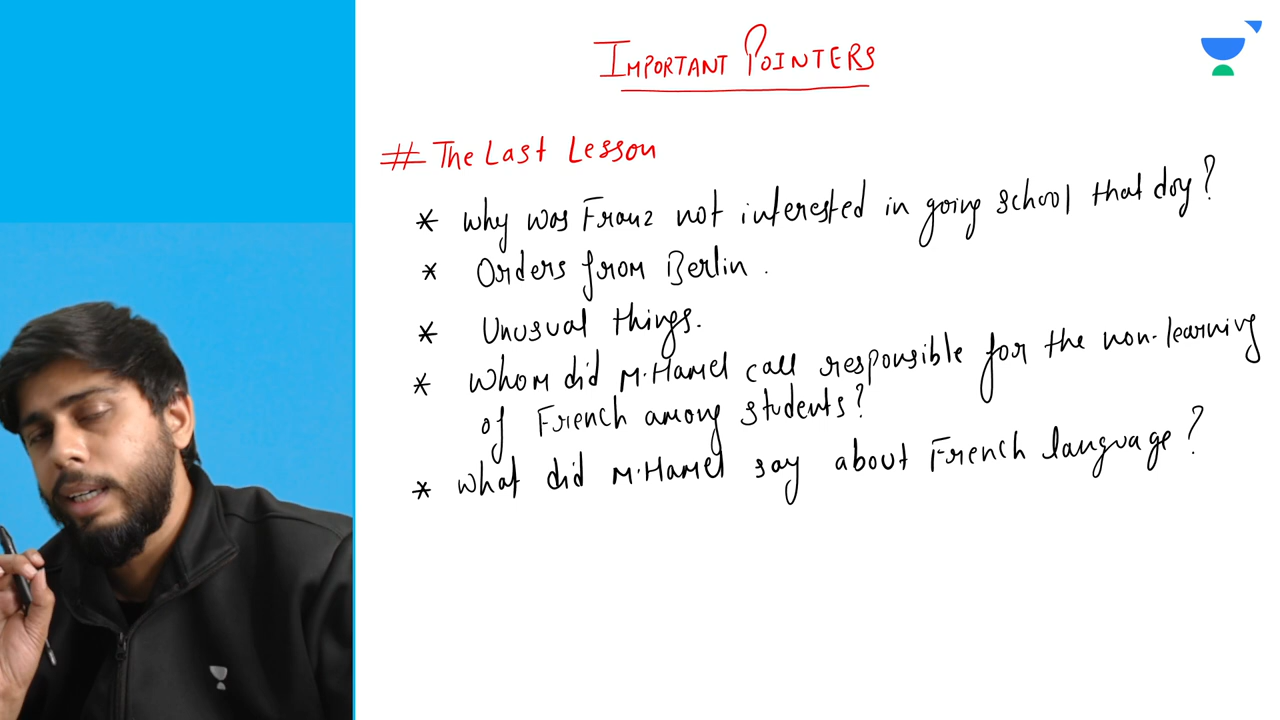 IMPORTANT POINTERS
# The Last Lesson
* Why was Franz not interested in going school that day?
* Orders from Berlin.
* Unusual things.
* Whom did M.Hamel call responsible for the non-learning
of French among students?
* What did M.Hamel say about French language?